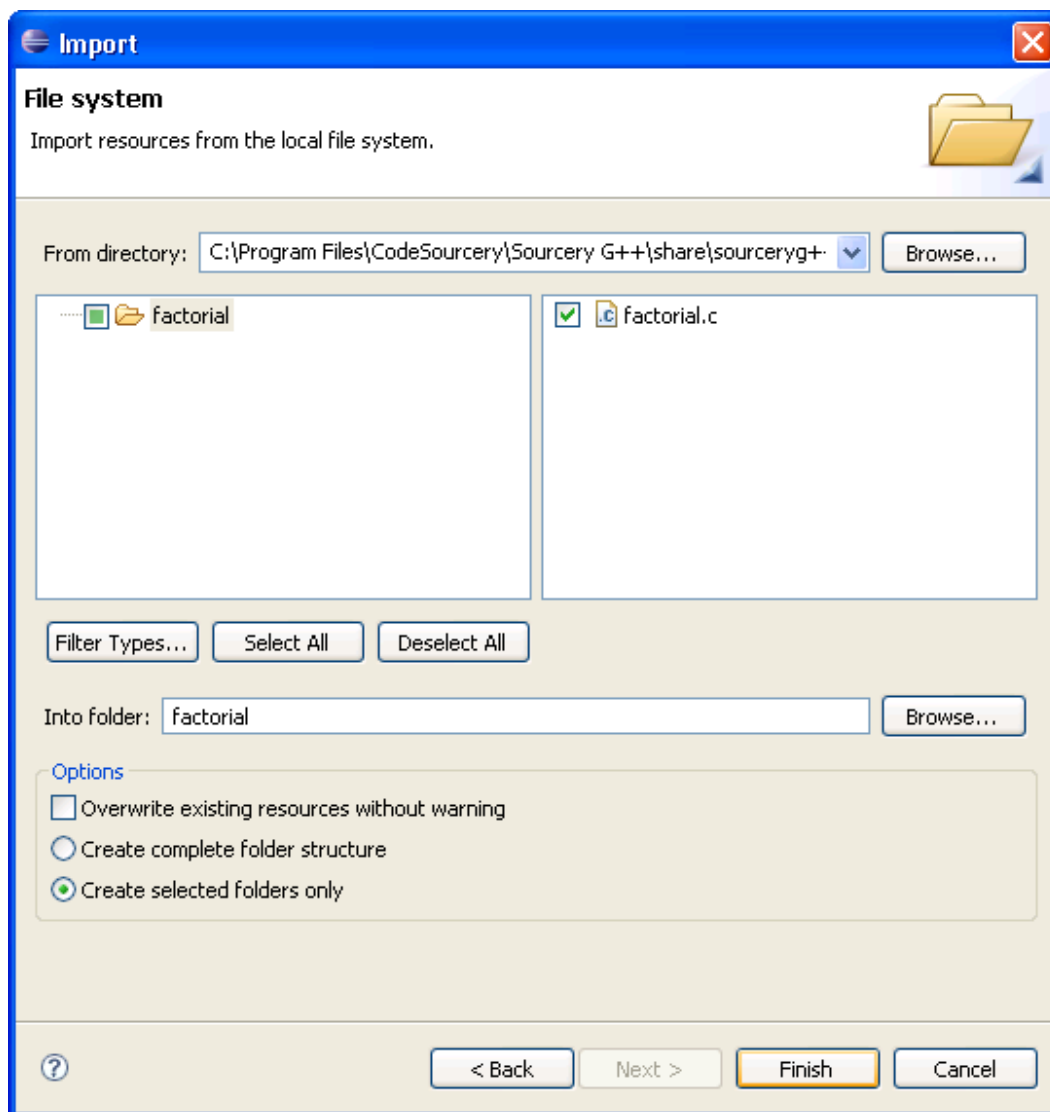 Import
File system
Import resources from the local file system.
From directory: C:\Program Files\CodeSourcery\Sourcery G++\share\sourceryg+- Browse...
factorial
.c factorial.c
Filter Types... Select All Deselect All
Into folder: factorial Browse...
Options
Overwrite existing resources without warning
Create complete folder structure
Create selected folders only
? < Back Next > Finish Cancel